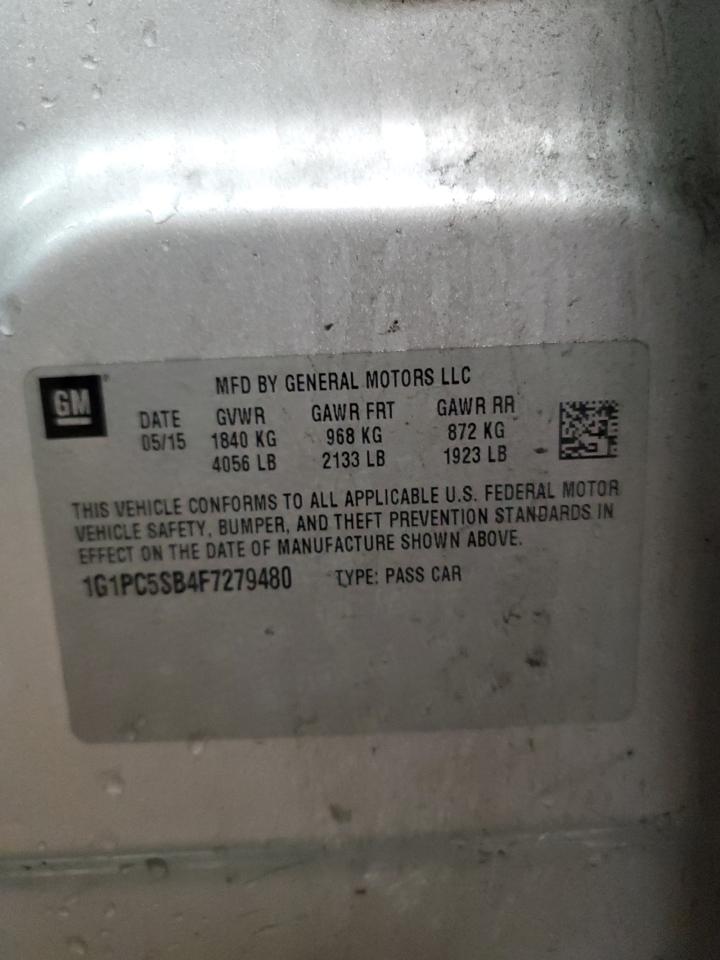 GM
MFD BY GENERAL MOTORS LLC
DATE GVWR GAWR FRT GAWR RR
05/15 1840 KG 968 KG 872 KG
4056 LB 2133 LB 1923 LB
THIS VEHICLE CONFORMS TO ALL APPLICABLE U.S. FEDERAL MOTOR
VEHICLE SAFETY, BUMPER, AND THEFT PREVENTION STANDARDS IN
EFFECT ON THE DATE OF MANUFACTURE SHOWN ABOVE.
1G1PC5SB4F7279480 TYPE: PASS CAR